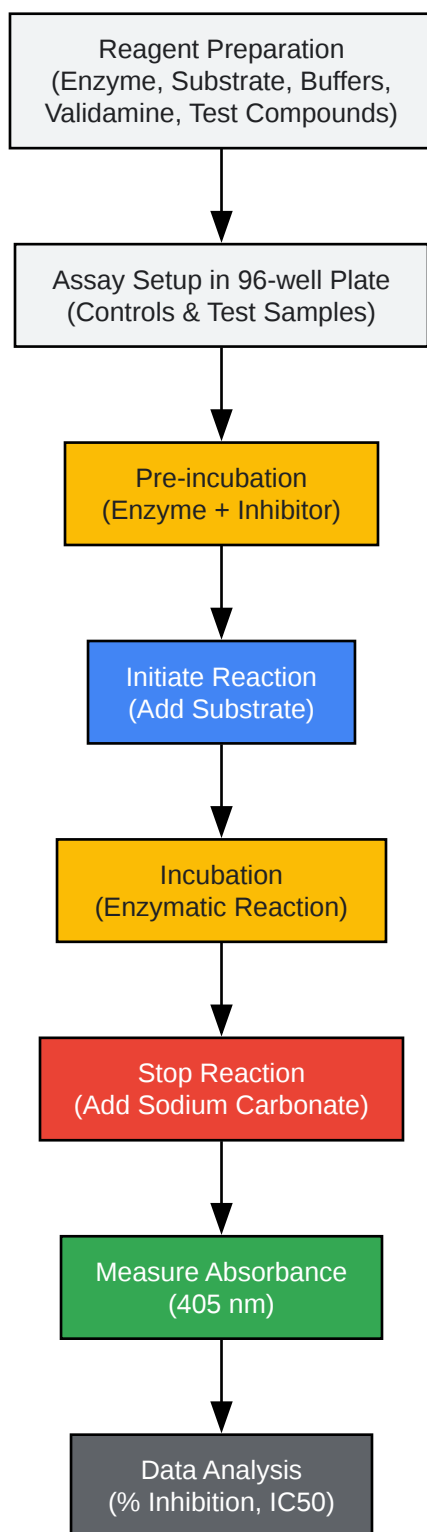 Reagent Preparation
(Enzyme, Substrate, Buffers,
Validamine, Test Compounds)
Assay Setup in 96-well Plate
(Controls & Test Samples)
Pre-incubation
(Enzyme + Inhibitor)
Initiate Reaction
(Add Substrate)
Incubation
(Enzymatic Reaction)
Stop Reaction
(Add Sodium Carbonate)
Measure Absorbance
(405 nm)
Data Analysis
(% Inhibition, IC50)